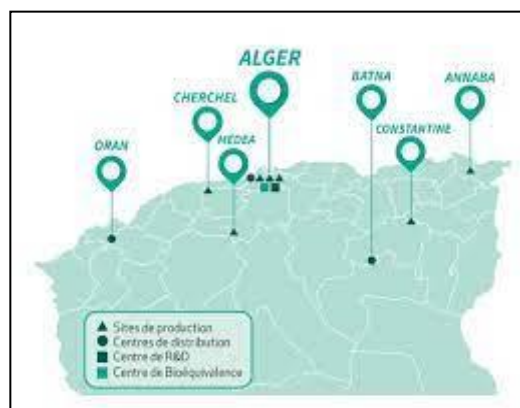 ALGER
BATNA
ANNABA
CHERCHEL
CONSTANTINE
MEDEA
ORAN
Sites de production
Centres de distribution
Centre de R&D
Centre de Bioéquivalence